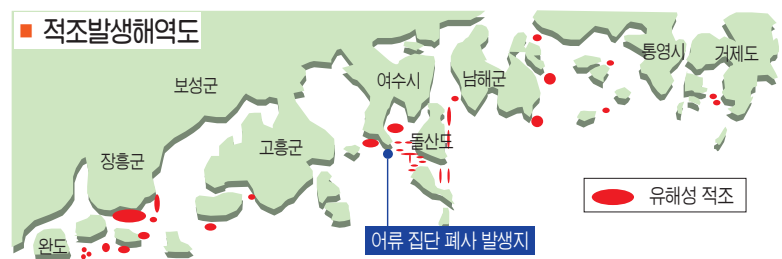 적조발생해역도
보성군
여수시
남해군
통영시
거제도
장흥군
고흥군
돌산도
완도
유해성 적조
어류 집단 폐사 발생지